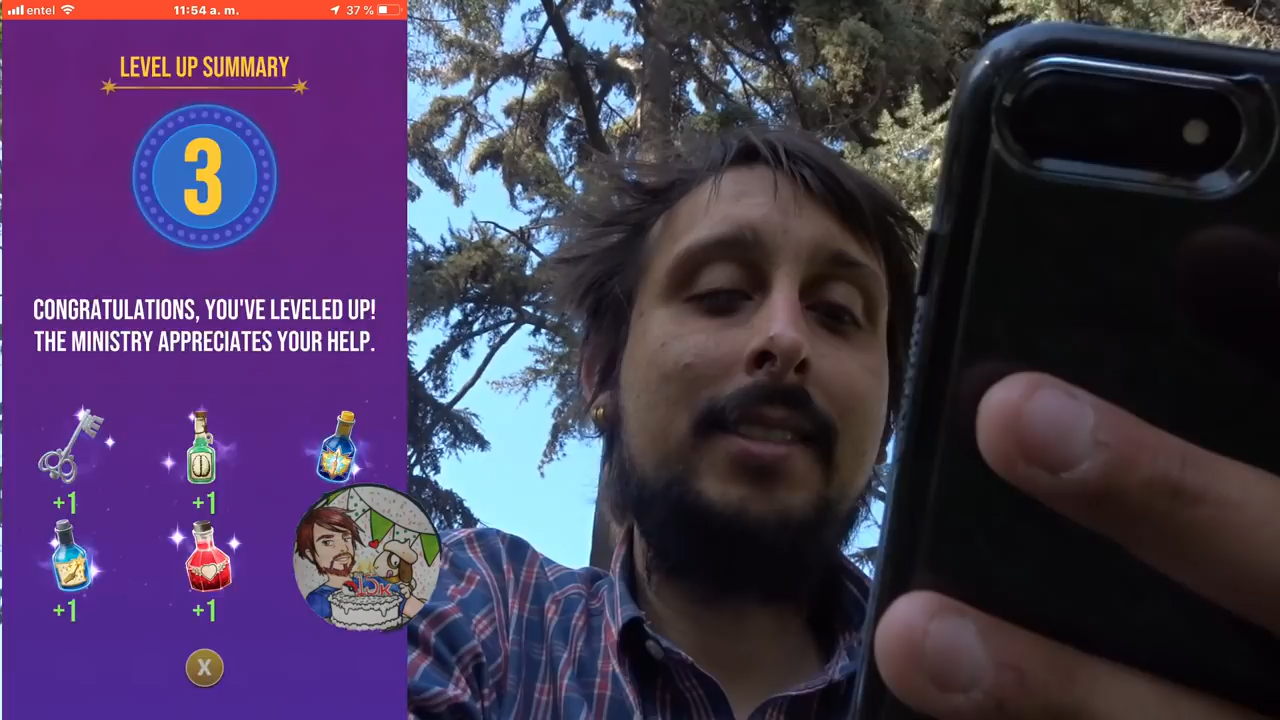 entel
11:54 a. m.
37 %
LEVEL UP SUMMARY
3
CONGRATULATIONS, YOU'VE LEVELED UP!
THE MINISTRY APPRECIATES YOUR HELP.
+1
+1
+1
+1
X